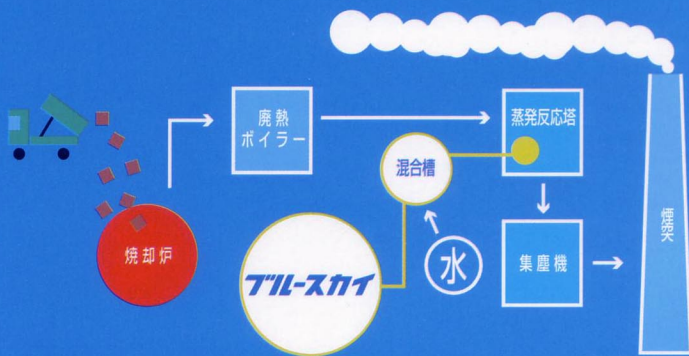 廃熱
ボイラー
蒸発反応塔
混合槽
煙突
焼却炉
ブルースカイ
水
集塵機